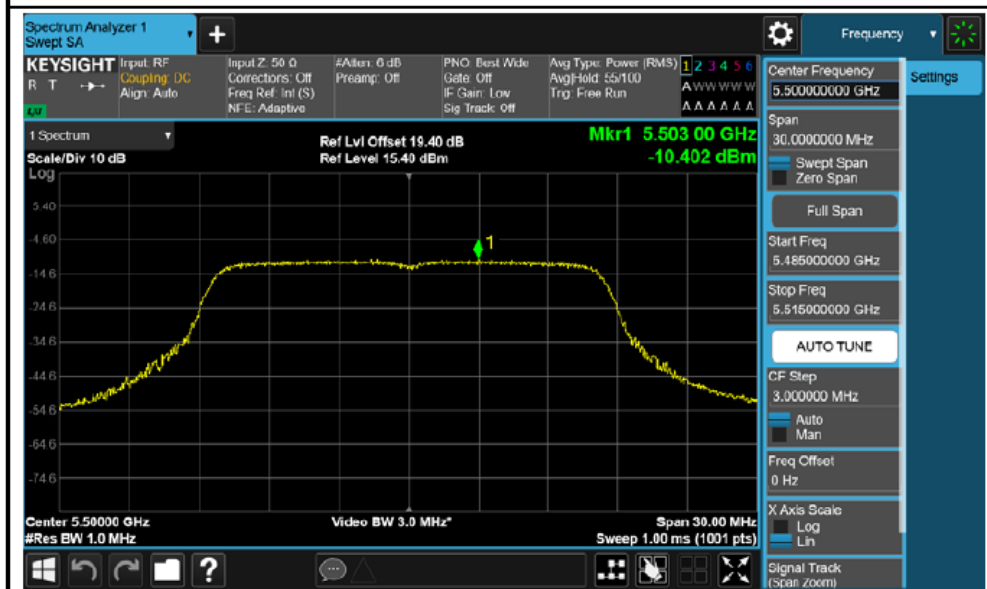 Spectrum Analyzer 1
Swept SA
+
Frequency
KEYSIGHT
R T
LXI
Input: RF
Coupling: DC
Align: Auto
Input Z: 50 Ω
Corrections: Off
Freq Ref: Int (S)
NFE: Adaptive
#Atten: 6 dB
Preamp: Off
PNO: Best Wide
Gate: Off
IF Gain: Low
Sig Track: Off
Avg Type: Power (RMS)
Avg|Hold: 55/100
Trig: Free Run
1 2 3 4 5 6
A W W W W W
A A A A A A
1 Spectrum
Scale/Div 10 dB
Log
Ref Lvl Offset 19.40 dB
Ref Level 15.40 dBm
Mkr1 5.503 00 GHz
-10.402 dBm
5.40
-4.60
-14.6
-24.6
-34.6
-44.6
-54.6
-64.6
-74.6
1
Center 5.50000 GHz
#Res BW 1.0 MHz
Video BW 3.0 MHz*
Span 30.00 MHz
Sweep 1.00 ms (1001 pts)
?
Center Frequency
5.500000000 GHz
Span
30.0000000 MHz
Swept Span
Zero Span
Full Span
Start Freq
5.485000000 GHz
Stop Freq
5.515000000 GHz
AUTO TUNE
CF Step
3.000000 MHz
Auto
Man
Freq Offset
0 Hz
X Axis Scale
Log
Lin
Signal Track
(Span Zoom)
Settings